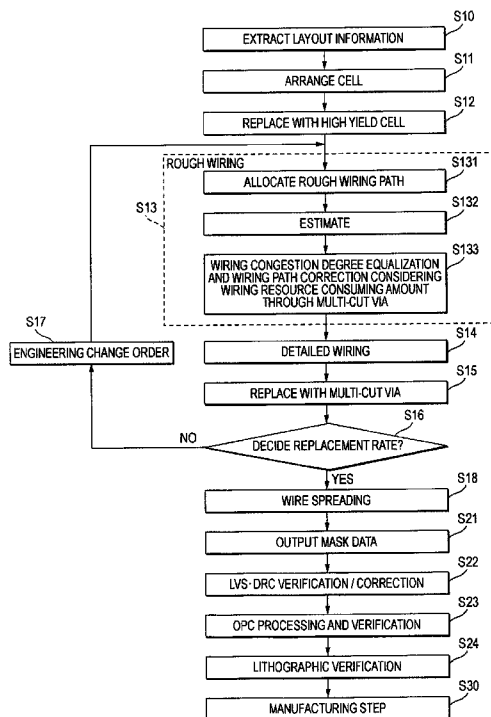 S10
EXTRACT LAYOUT INFORMATION
S11
ARRANGE CELL
S12
REPLACE WITH HIGH YIELD CELL
ROUGH WIRING
S13
S131
ALLOCATE ROUGH WIRING PATH
S132
ESTIMATE
S133
WIRING CONGESTION DEGREE EQUALIZATION
AND WIRING PATH CORRECTION CONSIDERING
WIRING RESOURCE CONSUMING AMOUNT
THROUGH MULTI-CUT VIA
S17
ENGINEERING CHANGE ORDER
S14
DETAILED WIRING
S15
REPLACE WITH MULTI-CUT VIA
S16
DECIDE REPLACEMENT RATE?
NO
YES
S18
WIRE SPREADING
S21
OUTPUT MASK DATA
S22
LVS·DRC VERIFICATION / CORRECTION
S23
OPC PROCESSING AND VERIFICATION
S24
LITHOGRAPHIC VERIFICATION
S30
MANUFACTURING STEP